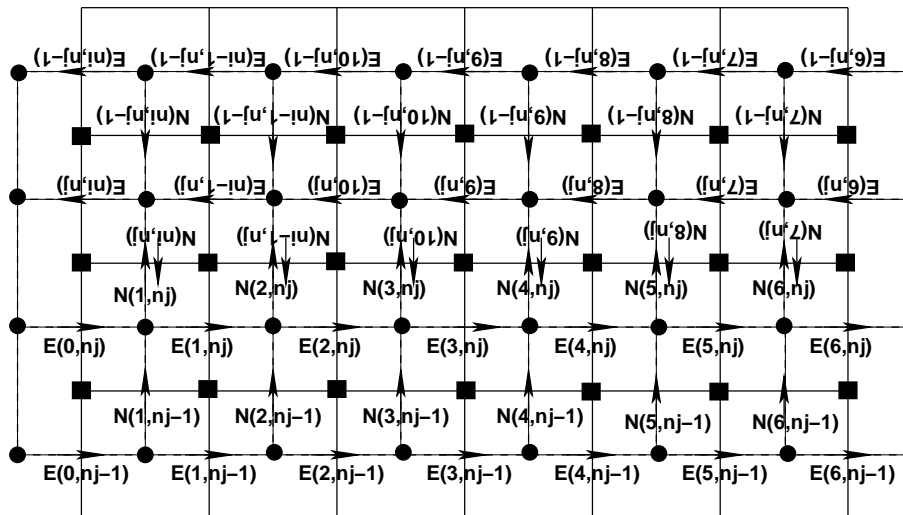 E(ni,nj−1) E(ni−1,nj−1) E(10,nj−1) E(9,nj−1) E(8,nj−1) E(7,nj−1) E(6,nj−1)
N(ni,nj−1) N(ni−1,nj−1) N(10,nj−1) N(9,nj−1) N(8,nj−1) N(7,nj−1)
E(ni,nj) E(ni−1,nj) E(10,nj) E(9,nj) E(8,nj) E(7,nj) E(6,nj)
N(ni,nj) N(ni−1,nj) N(10,nj) N(9,nj) N(8,nj) N(7,nj)
N(1,nj) N(2,nj) N(3,nj) N(4,nj) N(5,nj) N(6,nj)
E(0,nj) E(1,nj) E(2,nj) E(3,nj) E(4,nj) E(5,nj) E(6,nj)
N(1,nj−1) N(2,nj−1) N(3,nj−1) N(4,nj−1) N(5,nj−1) N(6,nj−1)
E(0,nj−1) E(1,nj−1) E(2,nj−1) E(3,nj−1) E(4,nj−1) E(5,nj−1) E(6,nj−1)